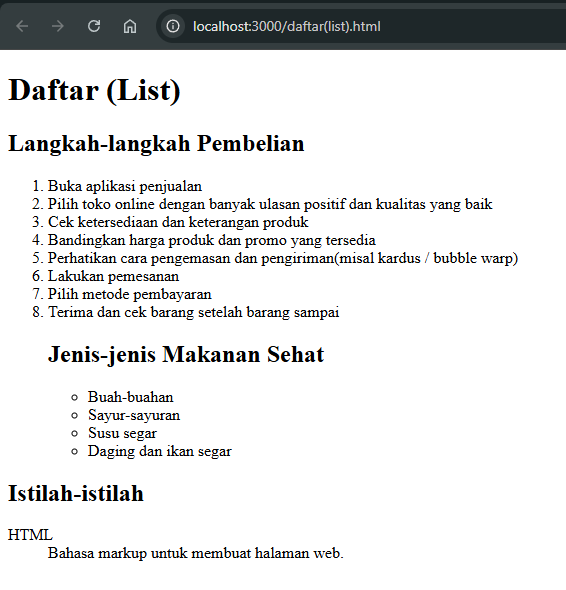 localhost:3000/daftar(list).html
Daftar (List)
Langkah-langkah Pembelian
1. Buka aplikasi penjualan
2. Pilih toko online dengan banyak ulasan positif dan kualitas yang baik
3. Cek ketersediaan dan keterangan produk
4. Bandingkan harga produk dan promo yang tersedia
5. Perhatikan cara pengemasan dan pengiriman(misal kardus / bubble warp)
6. Lakukan pemesanan
7. Pilih metode pembayaran
8. Terima dan cek barang setelah barang sampai
Jenis-jenis Makanan Sehat
Buah-buahan
Sayur-sayuran
Susu segar
Daging dan ikan segar
Istilah-istilah
HTML
Bahasa markup untuk membuat halaman web.